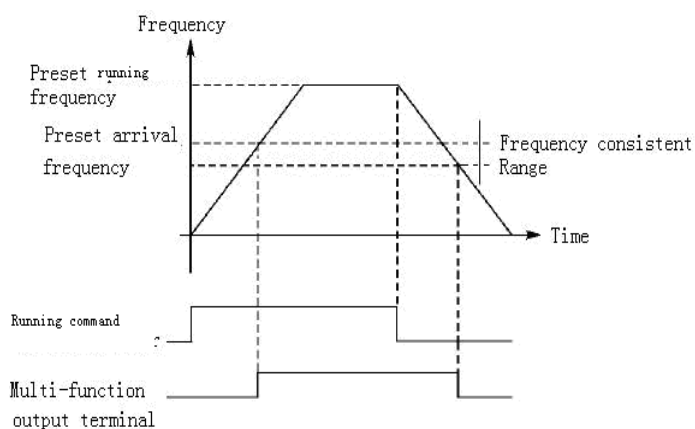 Frequency
Preset running
frequency
Preset arrival
frequency
Frequency consistent
Range
Time
Running command
Multi-function
output terminal